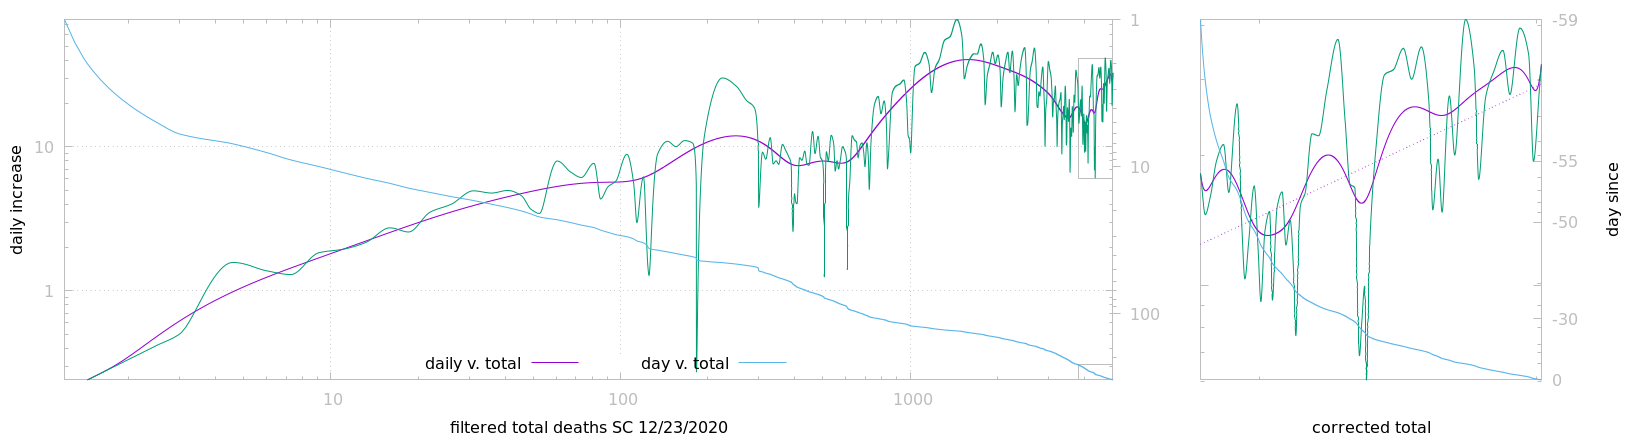 daily increase
10
1
daily v. total
day v. total
10
100
1000
1
10
100
filtered total deaths SC 12/23/2020
-59
-55
-50
-30
0
day since
corrected total